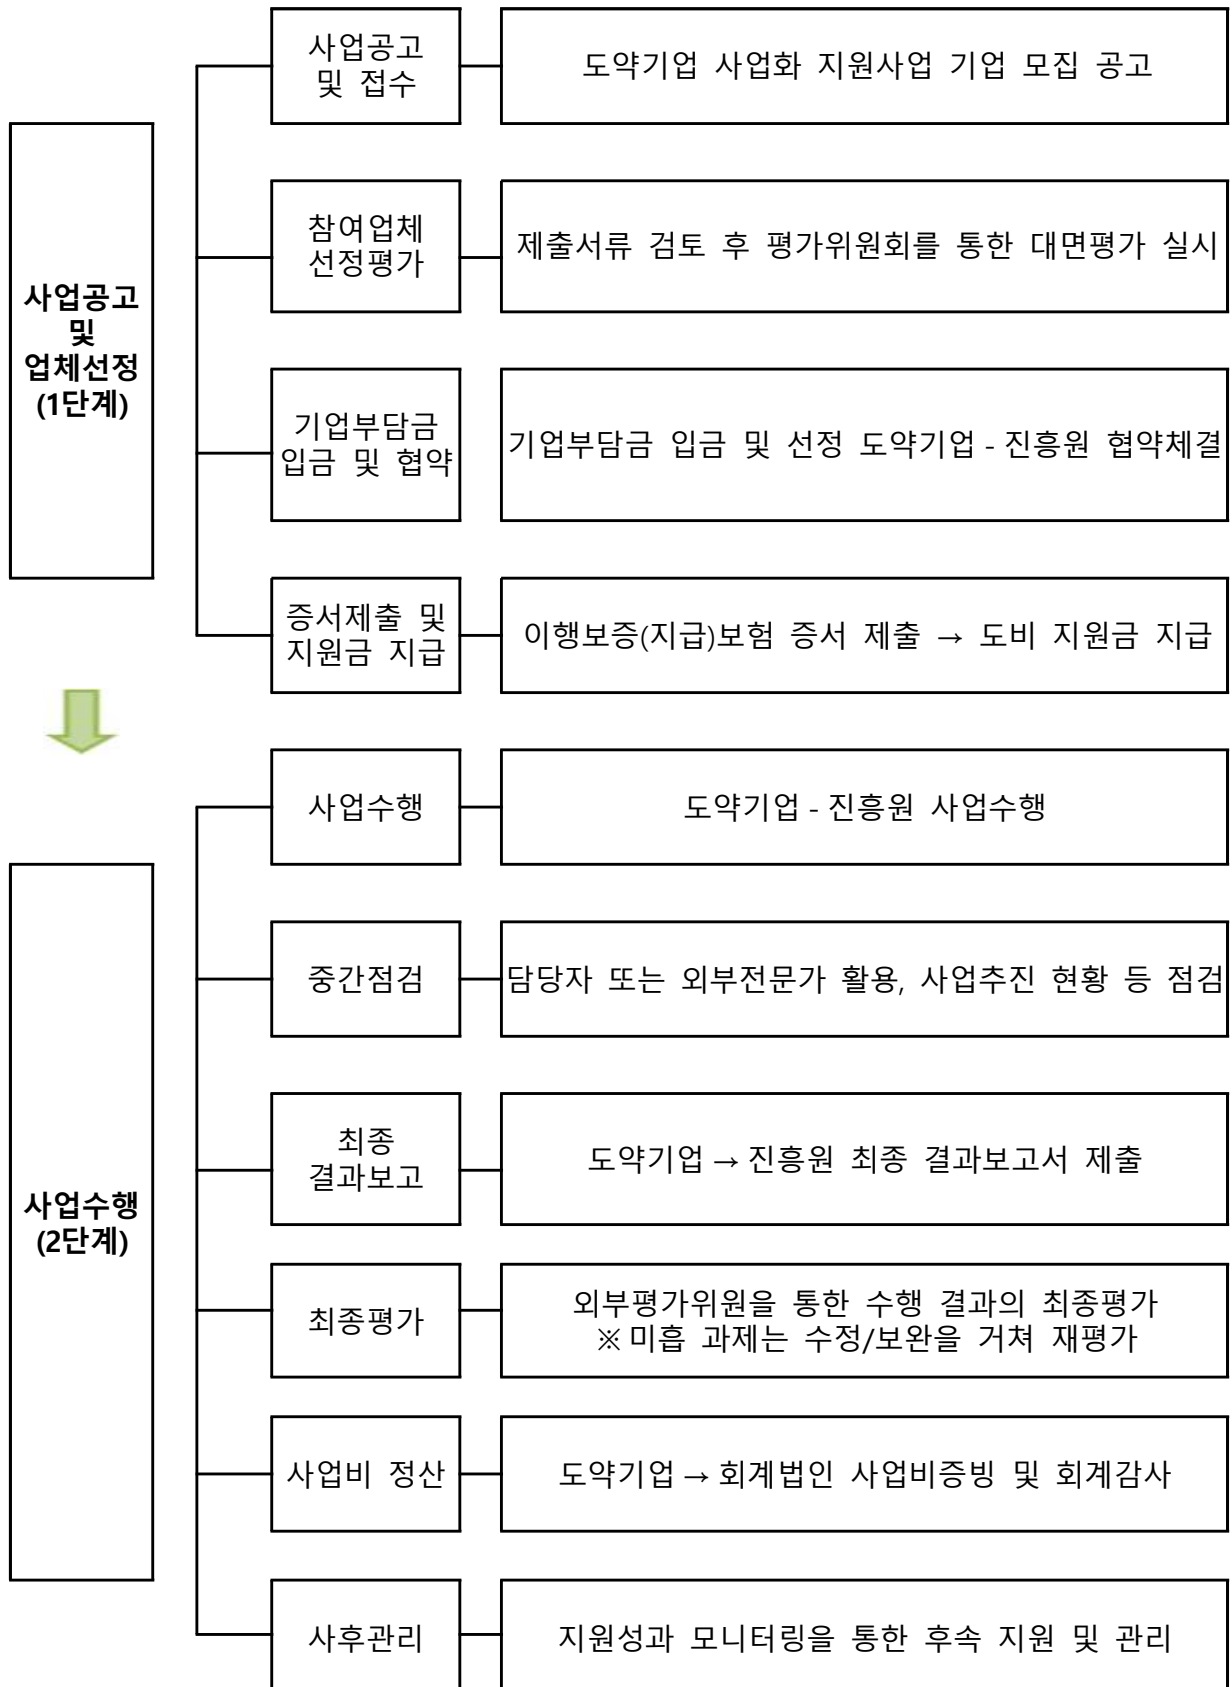 사업공고
및
업체선정
(1단계)
사업공고
및 접수
도약기업 사업화 지원사업 기업 모집 공고
참여업체
선정평가
제출서류 검토 후 평가위원회를 통한 대면평가 실시
기업부담금
입금 및 협약
기업부담금 입금 및 선정 도약기업 - 진흥원 협약체결
증서제출 및
지원금 지급
이행보증(지급)보험 증서 제출 → 도비 지원금 지급
사업수행
(2단계)
사업수행
도약기업 - 진흥원 사업수행
중간점검
담당자 또는 외부전문가 활용, 사업추진 현황 등 점검
최종
결과보고
도약기업 → 진흥원 최종 결과보고서 제출
최종평가
외부평가위원을 통한 수행 결과의 최종평가
※ 미흡 과제는 수정/보완을 거쳐 재평가
사업비 정산
도약기업 → 회계법인 사업비증빙 및 회계감사
사후관리
지원성과 모니터링을 통한 후속 지원 및 관리